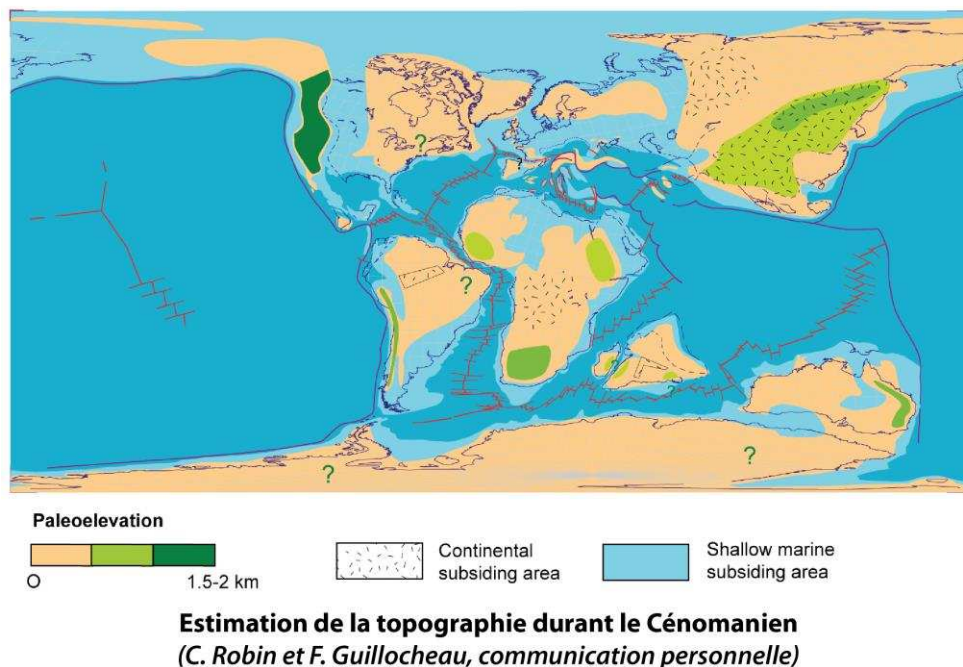 ?
?
?
?
?
?
?
Paleoelevation
O
1.5-2 km
Continental
subsiding area
Shallow marine
subsiding area
Estimation de la topographie durant le Cénomanien
(C. Robin et F. Guillocheau, communication personnelle)